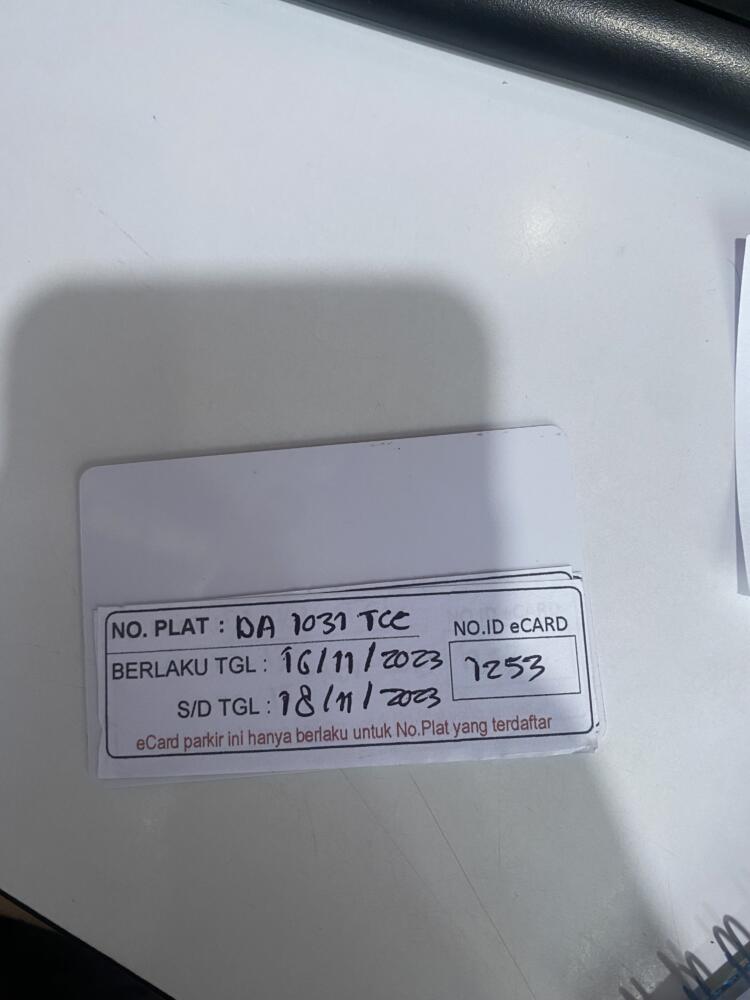 NO. PLAT : DA 1031 TCE
BERLAKU TGL : 16/11/2023
S/D TGL : 18/11/2023
NO.ID eCARD
1253
eCard parkir ini hanya berlaku untuk No.Plat yang terdaftar